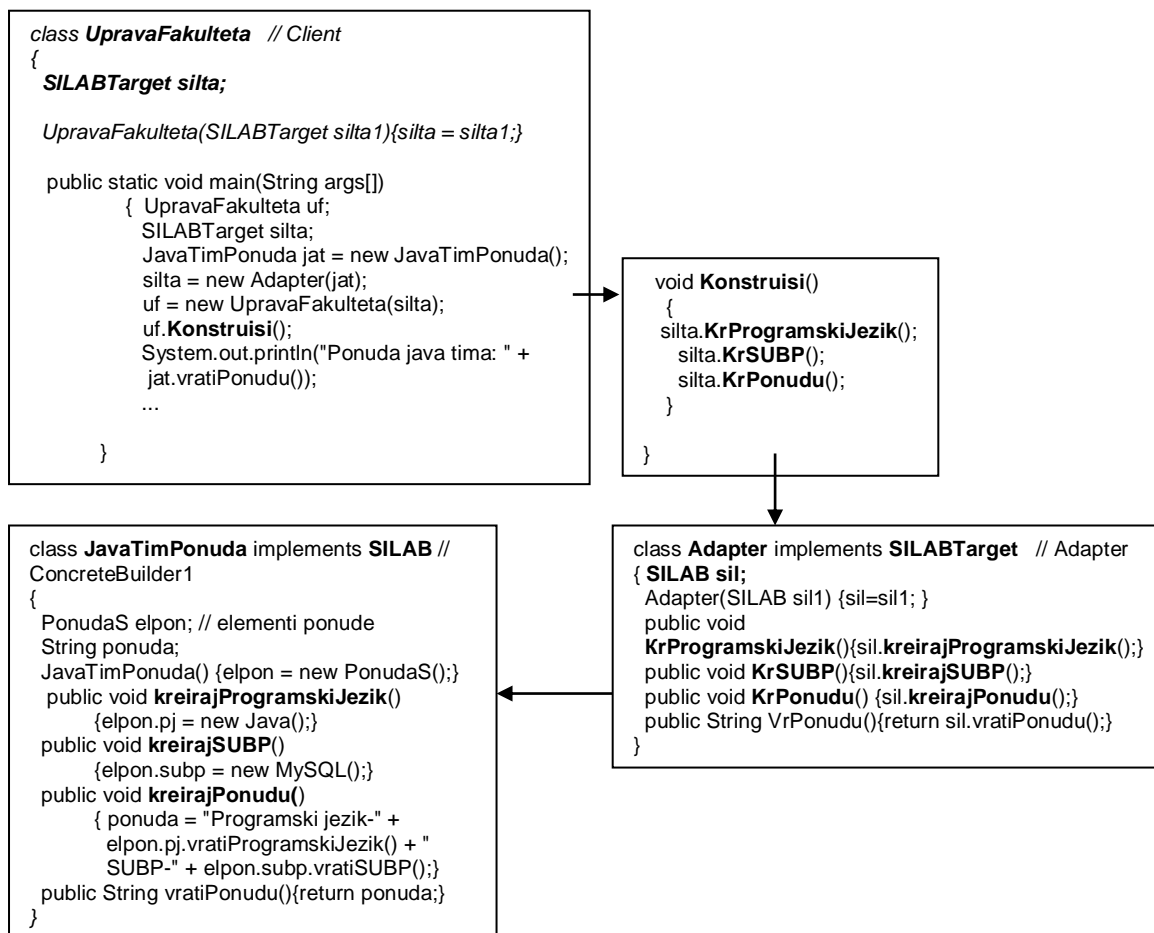 class UpravaFakulteta // Client
{
SILABTarget silta;
UpravaFakulteta(SILABTarget silta1){silta = silta1;}
public static void main(String args[])
{ UpravaFakulteta uf;
SILABTarget silta;
JavaTimPonuda jat = new JavaTimPonuda();
silta = new Adapter(jat);
uf = new UpravaFakulteta(silta);
uf.Konstruisi();
System.out.println("Ponuda java tima: " +
jat.vratiPonudu());
...
}
void Konstruisi()
{
silta.KrProgramskiJezik();
silta.KrSUBP();
silta.KrPonudu();
}
}
class JavaTimPonuda implements SILAB //
ConcreteBuilder1
{
PonudaS elpon; // elementi ponude
String ponuda;
JavaTimPonuda() {elpon = new PonudaS();}
public void kreirajProgramskiJezik()
{elpon.pj = new Java();}
public void kreirajSUBP()
{elpon.subp = new MySQL();}
public void kreirajPonudu()
{ ponuda = "Programski jezik-" +
elpon.pj.vratiProgramskiJezik() + "
SUBP-" + elpon.subp.vratiSUBP();}
public String vratiPonudu(){return ponuda;}
}
class Adapter implements SILABTarget // Adapter
{ SILAB sil;
Adapter(SILAB sil1) {sil=sil1; }
public void
KrProgramskiJezik(){sil.kreirajProgramskiJezik();}
public void KrSUBP(){sil.kreirajSUBP();}
public void KrPonudu() {sil.kreirajPonudu();}
public String VrPonudu(){return sil.vratiPonudu();}
}